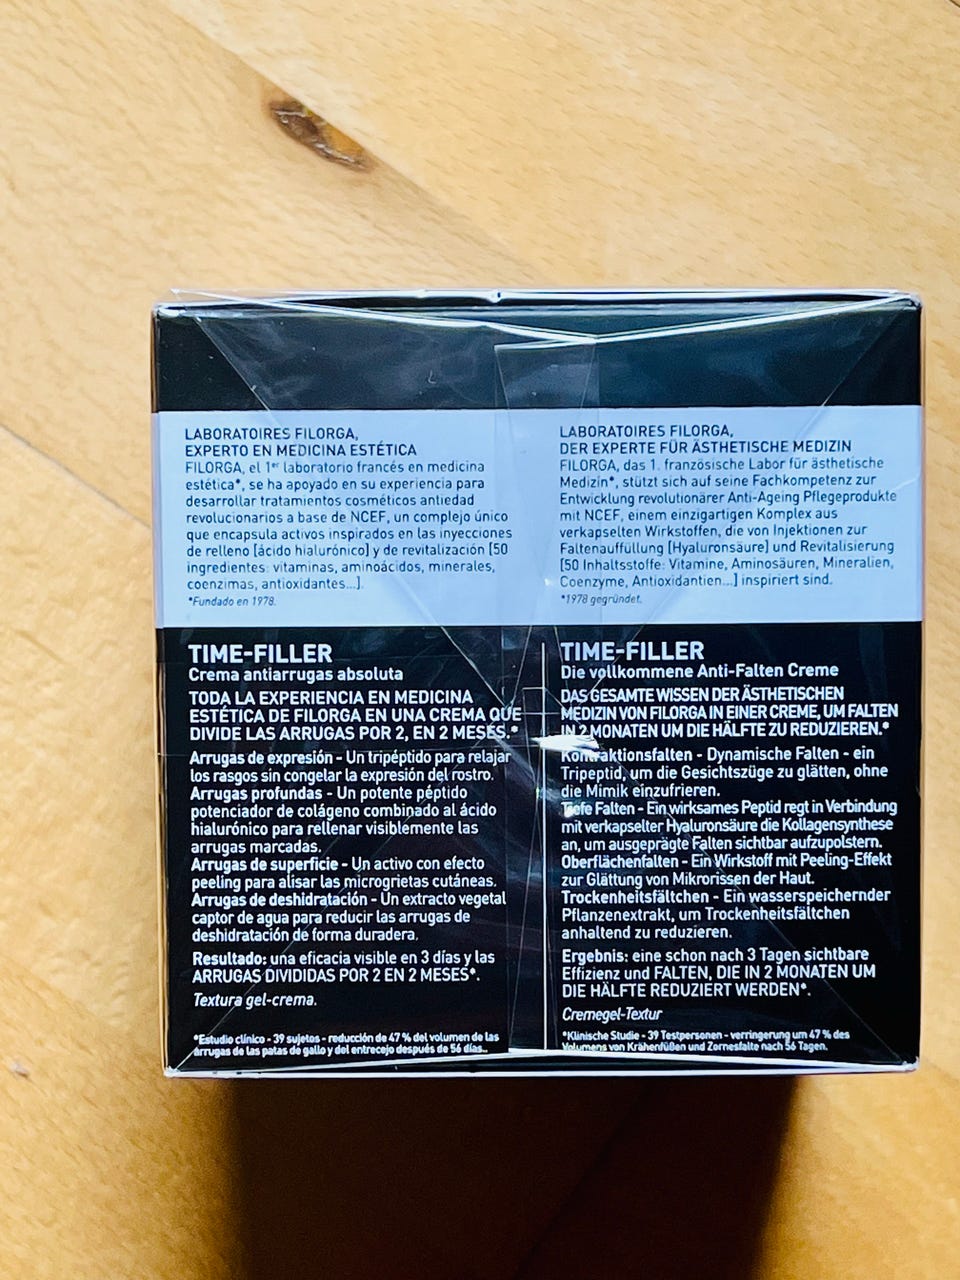 LABORATOIRES FILORGA,
EXPERTO EN MEDICINA ESTÉTICA
FILORGA, el 1er laboratorio francés en medicina
estética*, se ha apoyado en su experiencia para
desarrollar tratamientos cosméticos antiedad
revolucionarios a base de NCEF, un complejo único
que encapsula activos inspirados en las inyecciones
de relleno [ácido hialurónico] y de revitalización [50
ingredientes: vitaminas, aminoácidos, minerales,
coenzimas, antioxidantes...].
*Fundado en 1978.
TIME-FILLER
Crema antiarrugas absoluta
TODA LA EXPERIENCIA EN MEDICINA
ESTÉTICA DE FILORGA EN UNA CREMA QUE
DIVIDE LAS ARRUGAS POR 2, EN 2 MESES.*
Arrugas de expresión - Un tripéptido para relajar
los rasgos sin congelar la expresión del rostro.
Arrugas profundas - Un potente péptido
potenciador de colágeno combinado al ácido
hialurónico para rellenar visiblemente las
arrugas marcadas.
Arrugas de superficie - Un activo con efecto
peeling para alisar las microgrietas cutáneas.
Arrugas de deshidratación - Un extracto vegetal
captor de agua para reducir las arrugas de
deshidratación de forma duradera.
Resultado: una eficacia visible en 3 días y las
ARRUGAS DIVIDIDAS POR 2 EN 2 MESES*.
Textura gel-crema.
*Estudio clínico - 39 sujetos - reducción de 47 % del volumen de las
arrugas de las patas de gallo y del entrecejo después de 56 días..
LABORATOIRES FILORGA,
DER EXPERTE FÜR ÄSTHETISCHE MEDIZIN
FILORGA, das 1. französische Labor für ästhetische
Medizin*, stützt sich auf seine Fachkompetenz zur
Entwicklung revolutionärer Anti-Ageing Pflegeprodukte
mit NCEF, einem einzigartigen Komplex aus
verkapselten Wirkstoffen, die von Injektionen zur
Faltenauffüllung [Hyaluronsäure] und Revitalisierung
[50 Inhaltsstoffe: Vitamine, Aminosäuren, Mineralien,
Coenzyme, Antioxidantien...] inspiriert sind.
*1978 gegründet.
TIME-FILLER
Die vollkommene Anti-Falten Creme
DAS GESAMTE WISSEN DER ÄSTHETISCHEN
MEDIZIN VON FILORGA IN EINER CREME, UM FALTEN
IN 2 MONATEN UM DIE HÄLFTE ZU REDUZIEREN.*
Kontraktionsfalten - Dynamische Falten - ein
Tripeptid, um die Gesichtszüge zu glätten, ohne
die Mimik einzufrieren.
Tiefe Falten - Ein wirksames Peptid regt in Verbindung
mit verkapselter Hyaluronsäure die Kollagensynthese
an, um ausgeprägte Falten sichtbar aufzupolstern.
Oberflächenfalten - Ein Wirkstoff mit Peeling-Effekt
zur Glättung von Mikrorissen der Haut.
Trockenheitsfältchen - Ein wasserspeichernder
Pflanzenextrakt, um Trockenheitsfältchen
anhaltend zu reduzieren.
Ergebnis: eine schon nach 3 Tagen sichtbare
Effizienz und FALTEN, DIE IN 2 MONATEN UM
DIE HÄLFTE REDUZIERT WERDEN*.
Cremegel-Textur
*Klinische Studie - 39 Testpersonen - verringerung um 47 % des
Volumens von Krähenfüßen und Zornesfalte nach 56 Tagen.